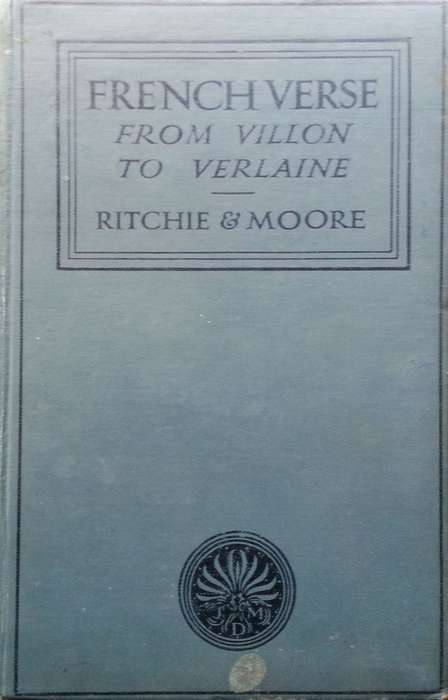 FRENCH VERSE
FROM VILLON
TO VERLAINE
RITCHIE & MOORE
J M
D